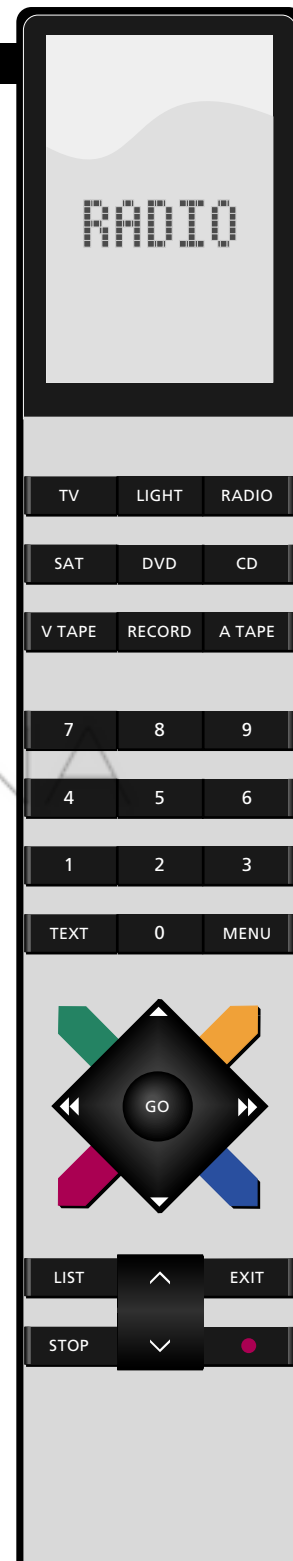 RADIO
TV LIGHT RADIO
SAT DVD CD
V TAPE RECORD A TAPE
7 8 9
4 5 6
1 2 3
TEXT 0 MENU
GO
LIST EXIT
STOP